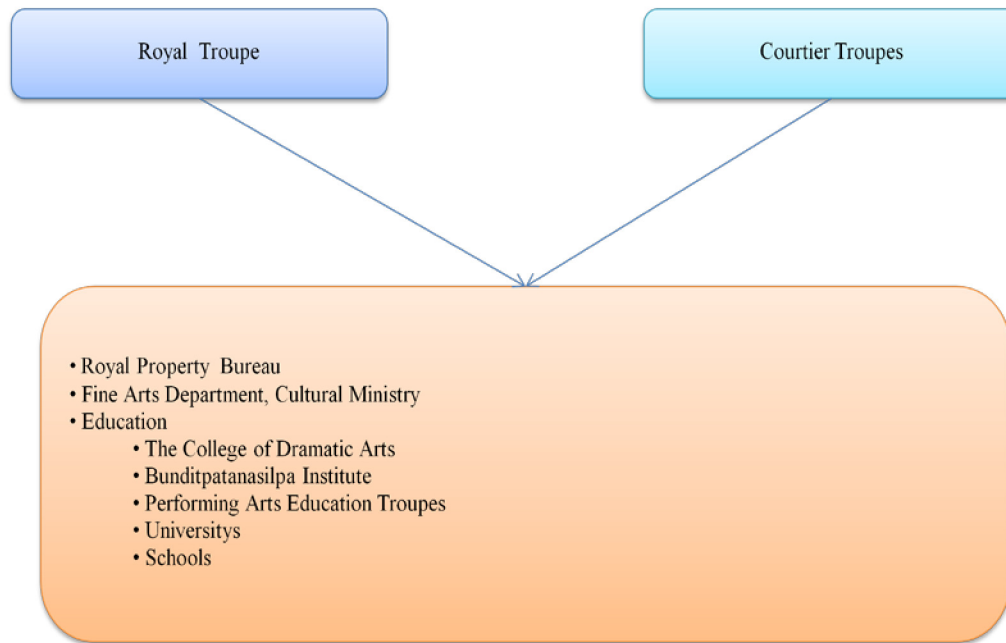 Royal Troupe
Courtier Troupes
• Royal Property Bureau
• Fine Arts Department, Cultural Ministry
• Education
• The College of Dramatic Arts
• Bunditpatanasilpa Institute
• Performing Arts Education Troupes
• Universitys
• Schools